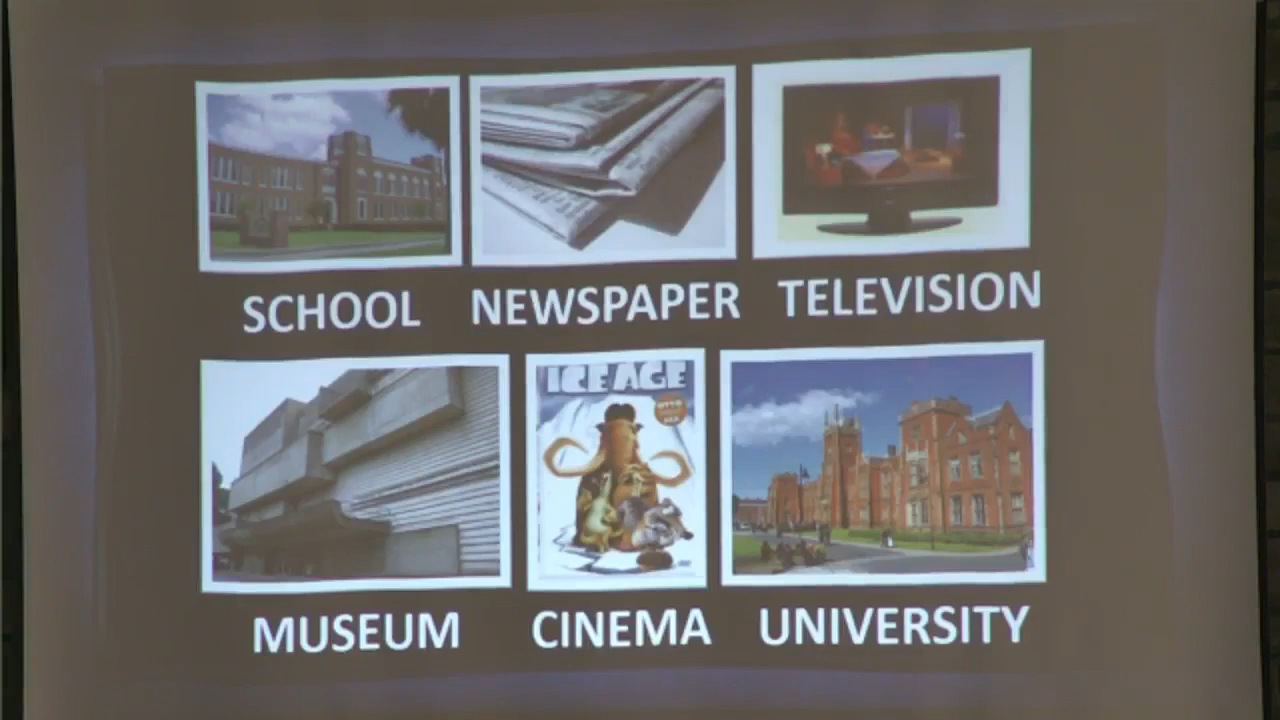 SCHOOL
NEWSPAPER
TELEVISION
ICE AGE
MUSEUM
CINEMA
UNIVERSITY